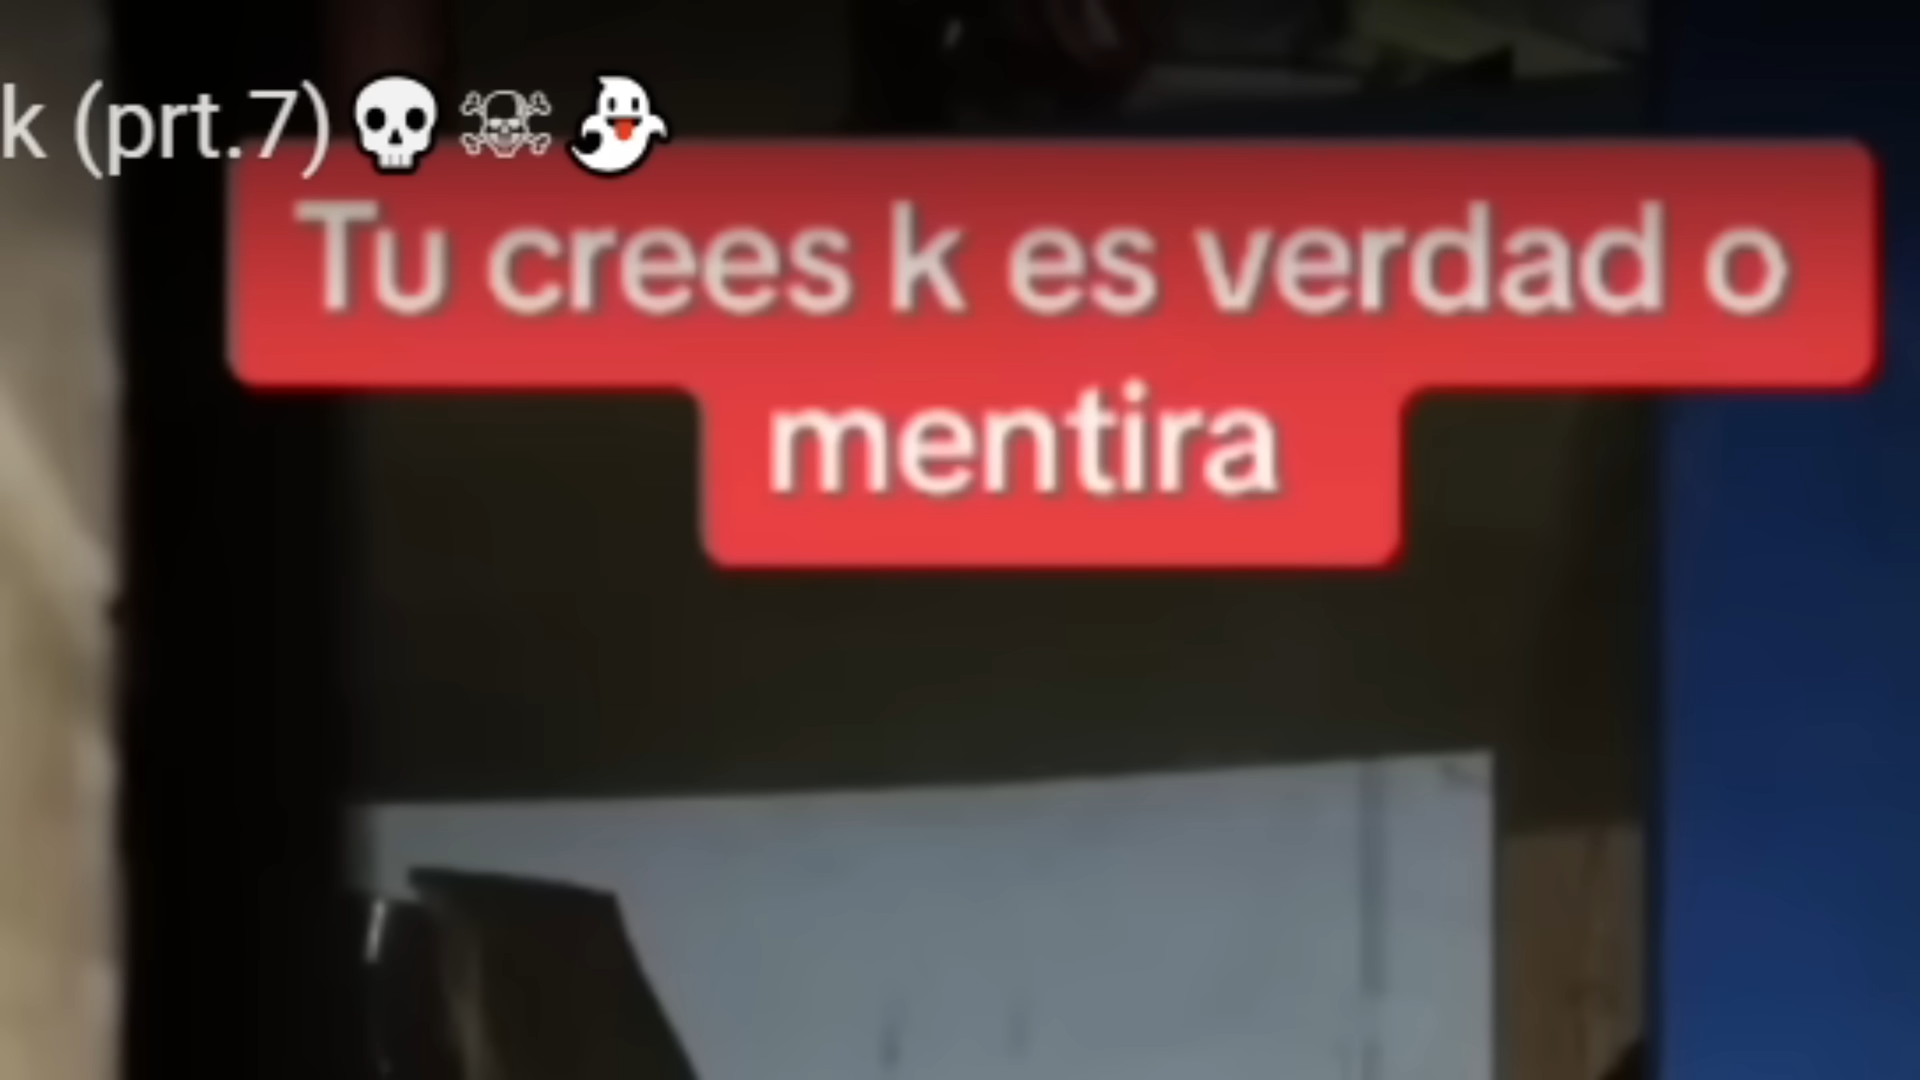 k (prt.7)💀☠👻
Tu crees k es verdad o
mentira